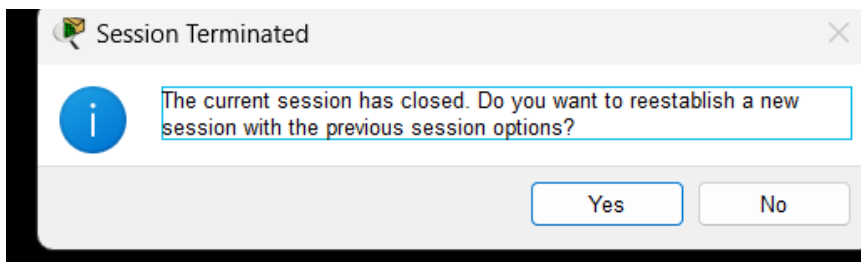 Session Terminated
The current session has closed. Do you want to reestablish a new
session with the previous session options?
Yes
No